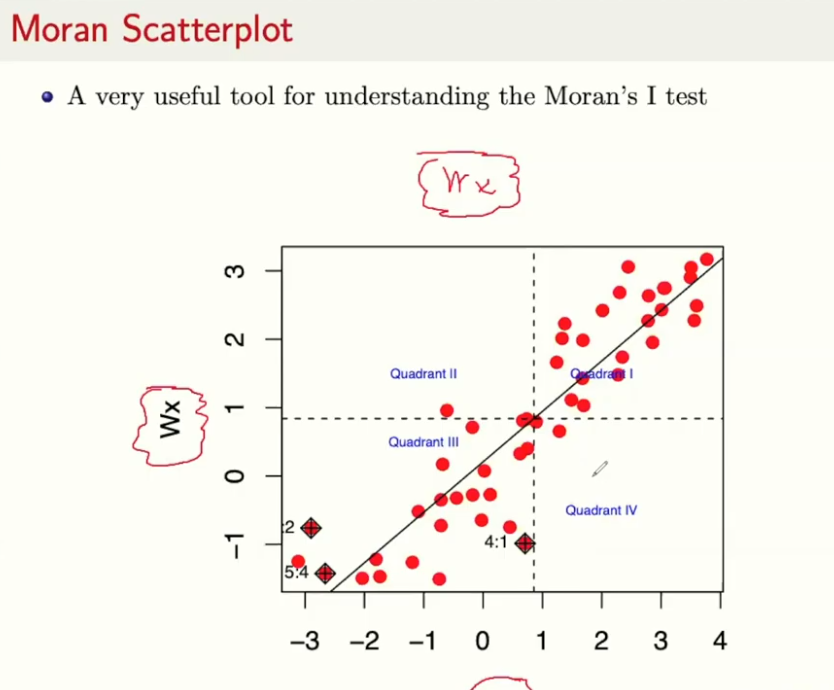 Moran Scatterplot
A very useful tool for understanding the Moran's I test
Wx
3
2
Quadrant II
Quadrant I
1
Wx
Quadrant III
0
Quadrant IV
:2
4:1
−1
5:4
−3 −2 −1 0 1 2 3 4